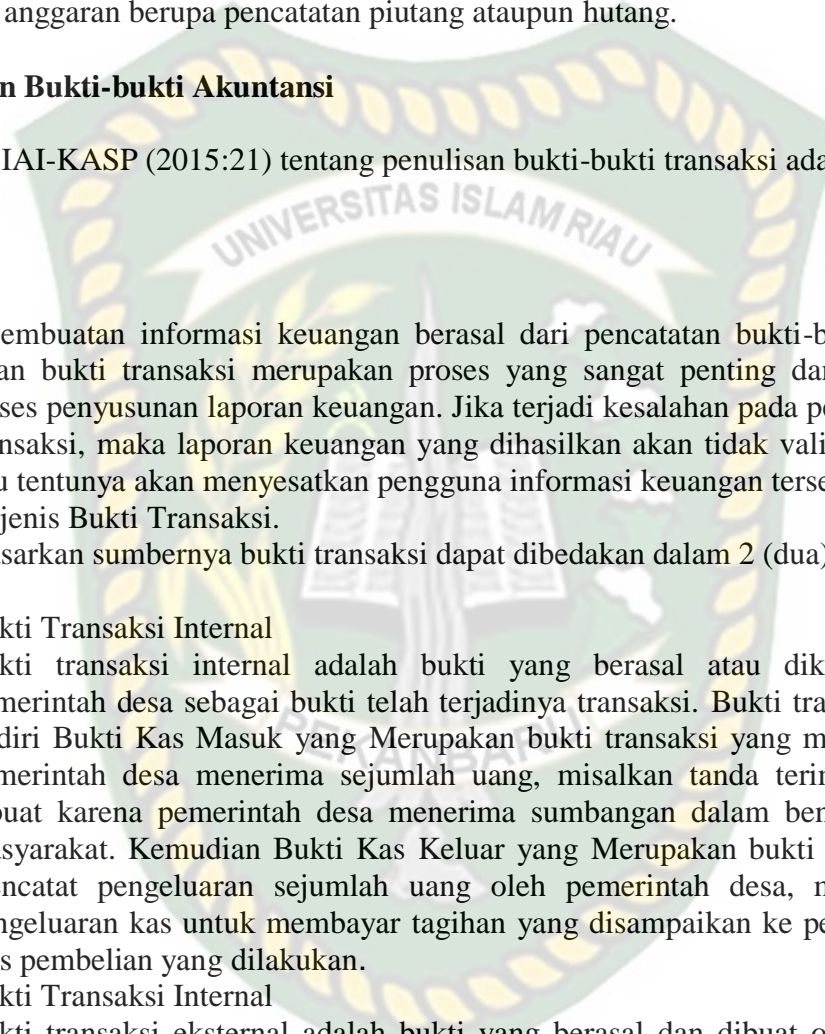 anggaran berupa pencatatan piutang ataupun hutang.
n Bukti-bukti Akuntansi
IAI-KASP (2015:21) tentang penulisan bukti-bukti transaksi ada
UNIVERSITAS ISLAM RIAU
embuatan informasi keuangan berasal dari pencatatan bukti-b
an bukti transaksi merupakan proses yang sangat penting dar
ses penyusunan laporan keuangan. Jika terjadi kesalahan pada pe
nsaksi, maka laporan keuangan yang dihasilkan akan tidak vali
u tentunya akan menyesatkan pengguna informasi keuangan terse
jenis Bukti Transaksi.
asarkan sumbernya bukti transaksi dapat dibedakan dalam 2 (dua)
kti Transaksi Internal
kti transaksi internal adalah bukti yang berasal atau dik
merintah desa sebagai bukti telah terjadinya transaksi. Bukti tra
diri Bukti Kas Masuk yang Merupakan bukti transaksi yang m
PEKANBARU
merintah desa menerima sejumlah uang, misalkan tanda terin
buat karena pemerintah desa menerima sumbangan dalam ben
asyarakat. Kemudian Bukti Kas Keluar yang Merupakan bukti
encatat pengeluaran sejumlah uang oleh pemerintah desa, m
ngeluaran kas untuk membayar tagihan yang disampaikan ke pe
s pembelian yang dilakukan.
kti Transaksi Internal
kti transaksi eksternal adalah bukti yang berasal dan dibuat o